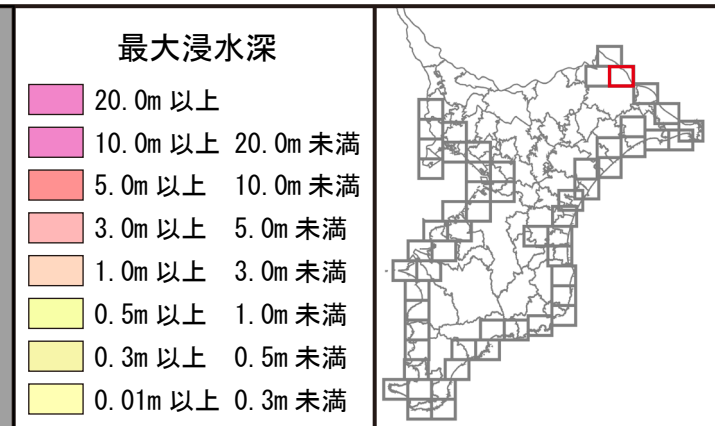 最大浸水深
20.0m 以上
10.0m 以上 20.0m 未満
5.0m 以上 10.0m 未満
3.0m 以上 5.0m 未満
1.0m 以上 3.0m 未満
0.5m 以上 1.0m 未満
0.3m 以上 0.5m 未満
0.01m 以上 0.3m 未満